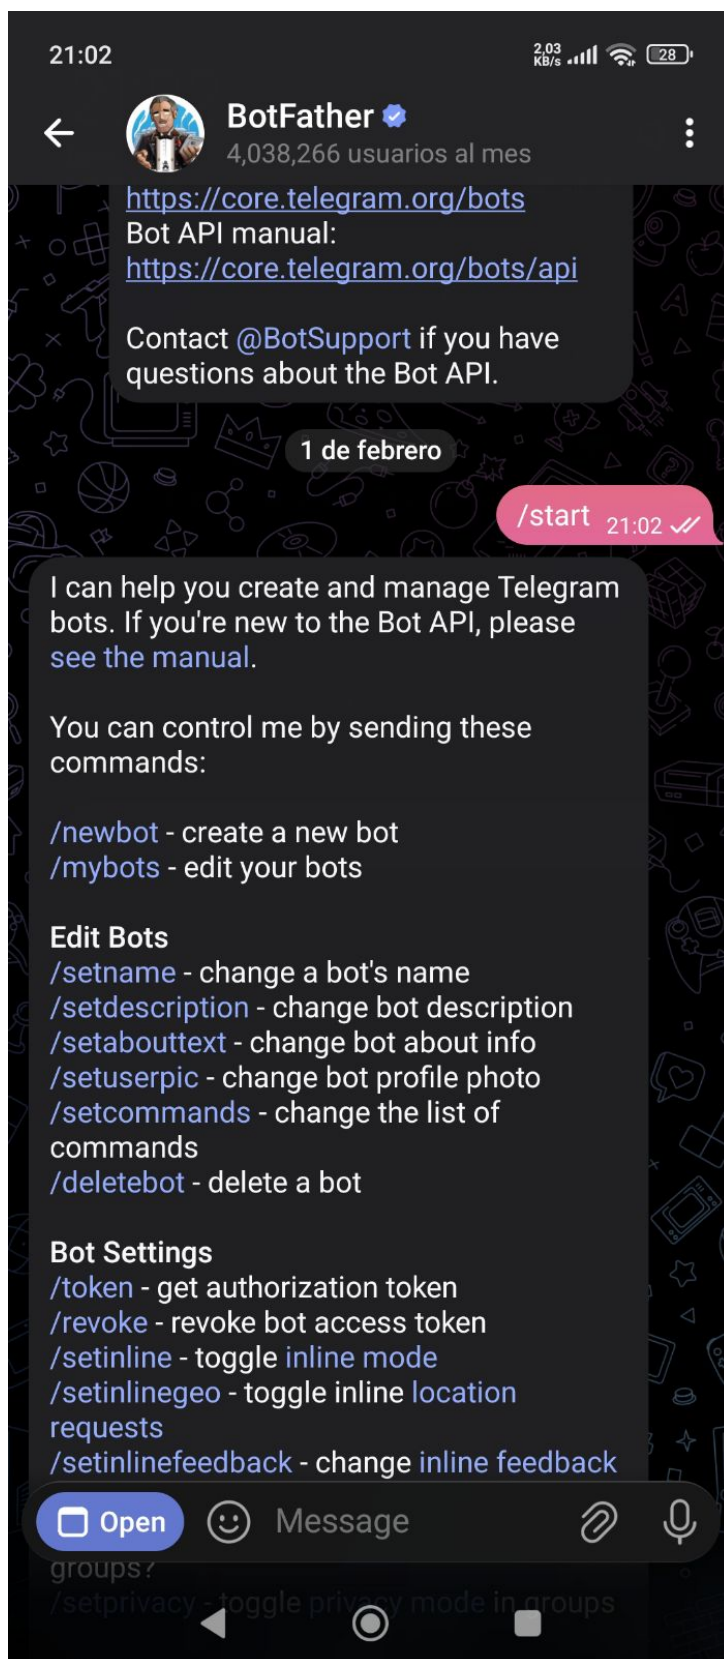 21:02
2,03
KB/s
28
BotFather
4,038,266 usuarios al mes
https://core.telegram.org/bots
Bot API manual:
https://core.telegram.org/bots/api
Contact @BotSupport if you have
questions about the Bot API.
1 de febrero
/start 21:02
I can help you create and manage Telegram
bots. If you're new to the Bot API, please
see the manual.
You can control me by sending these
commands:
/newbot - create a new bot
/mybots - edit your bots
Edit Bots
/setname - change a bot's name
/setdescription - change bot description
/setabouttext - change bot about info
/setuserpic - change bot profile photo
/setcommands - change the list of
commands
/deletebot - delete a bot
Bot Settings
/token - get authorization token
/revoke - revoke bot access token
/setinline - toggle inline mode
/setinlinegeo - toggle inline location
requests
/setinlinefeedback - change inline feedback
Open
Message
groups?
/setprivacy - toggle privacy mode in groups